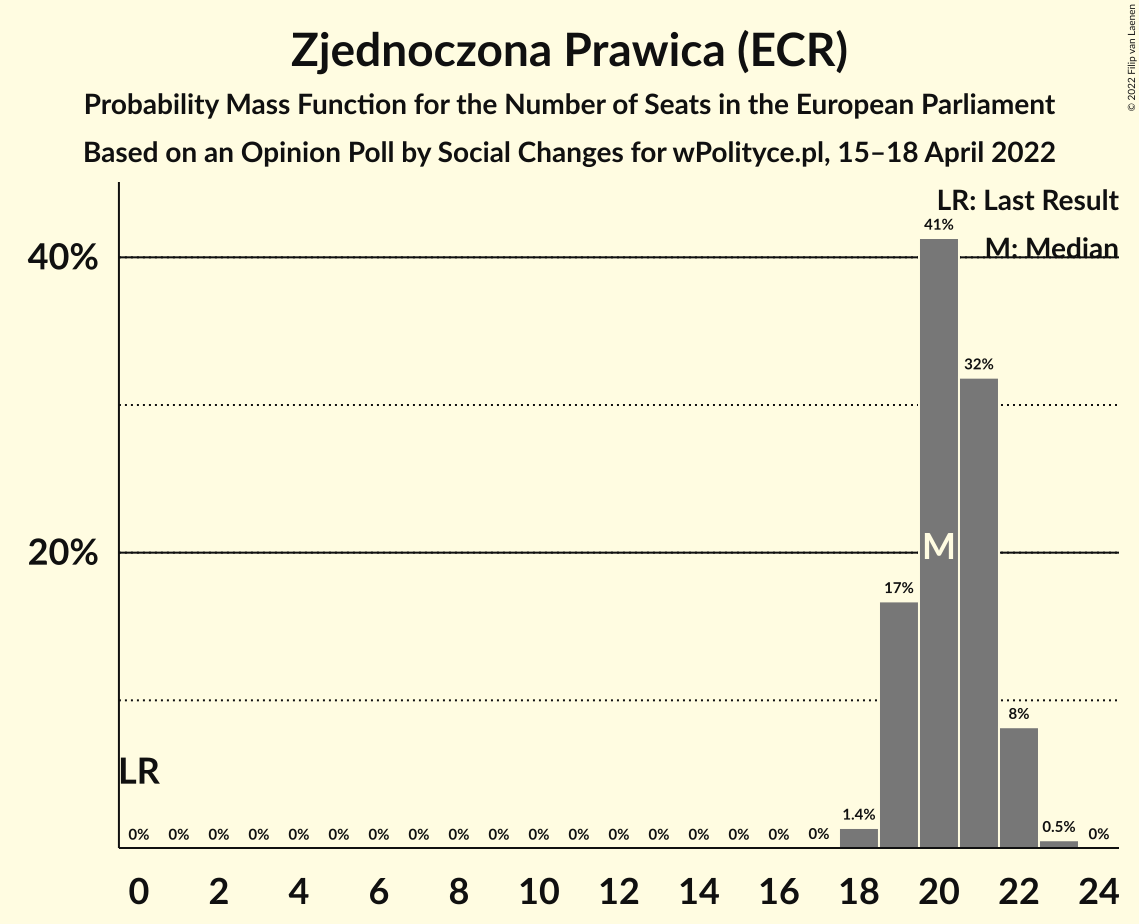 Zjednoczona Prawica (ECR)
Probability Mass Function for the Number of Seats in the European Parliament
Based on an Opinion Poll by Social Changes for wPolityce.pl, 15–18 April 2022
© 2022 Filip van Laenen
LR: Last Result
M: Median
40%
20%
41%
32%
M
17%
8%
LR
1.4%
0.5%
0% 0% 0% 0% 0% 0% 0% 0% 0% 0% 0% 0% 0% 0% 0% 0% 0% 0% 0%
0 2 4 6 8 10 12 14 16 18 20 22 24